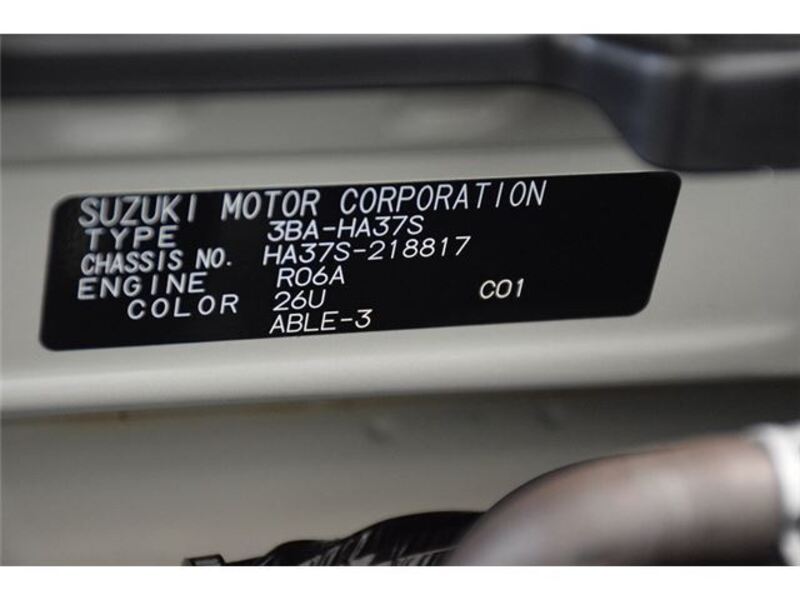 SUZUKI MOTOR CORPORATION
TYPE 3BA-HA37S
CHASSIS NO. HA37S-218817
ENGINE R06A
COLOR 26U C01
ABLE-3